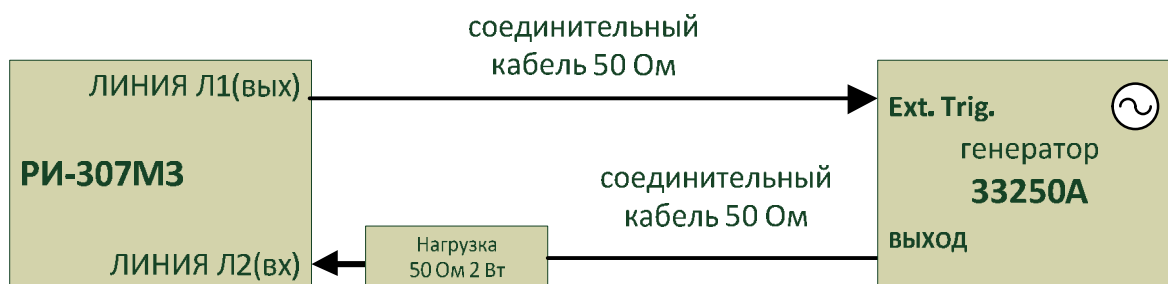 соединительный
кабель 50 Ом
ЛИНИЯ Л1(вых)
Ext. Trig.
РИ-307М3
генератор
33250А
соединительный
кабель 50 Ом
выход
Нагрузка
50 Ом 2 Вт
ЛИНИЯ Л2(вх)